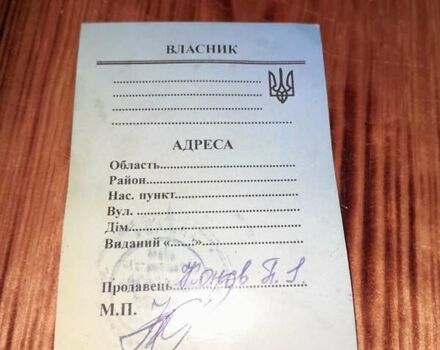 ВЛАСНИК
АДРЕСА
Область
Район
Нас. пункт
Вул.
Дім
Виданий «......»
Продавець
М.П.